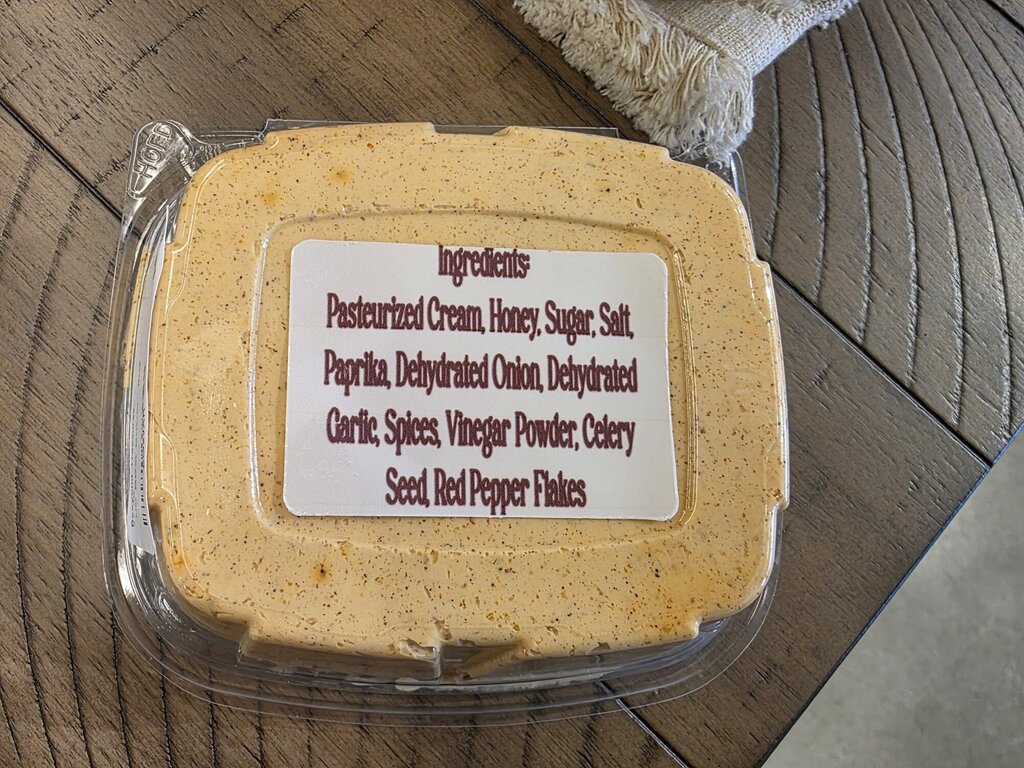 Ingredients:
Pasteurized Cream, Honey, Sugar, Salt,
Paprika, Dehydrated Onion, Dehydrated
Garlic, Spices, Vinegar Powder, Celery
Seed, Red Pepper Flakes